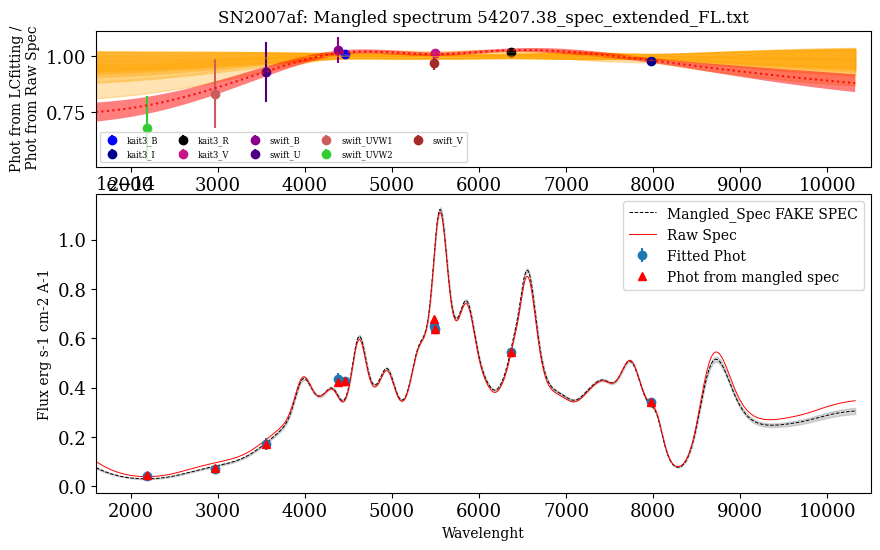 SN2007af: Mangled spectrum 54207.38_spec_extended_FL.txt
Phot from LCfitting /
Phot from Raw Spec
1.00
0.75
kait3_B kait3_R swift_B swift_UVW1 swift_V
kait3_I kait3_V swift_U swift_UVW2
2000 3000 4000 5000 6000 7000 8000 9000 10000
Flux erg s-1 cm-2 A-1
1.0
0.8
0.6
0.4
0.2
0.0
Mangled_Spec FAKE SPEC
Raw Spec
Fitted Phot
Phot from mangled spec
2000 3000 4000 5000 6000 7000 8000 9000 10000
Wavelenght